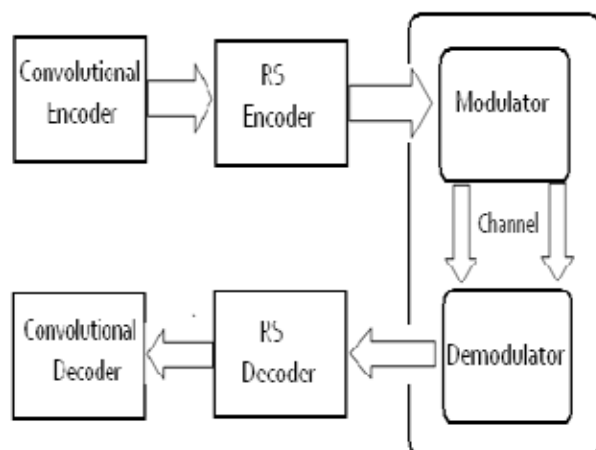 Convolutional
Encoder
RS
Encoder
Modulator
Channel
Convolutional
Decoder
RS
Decoder
Demodulator